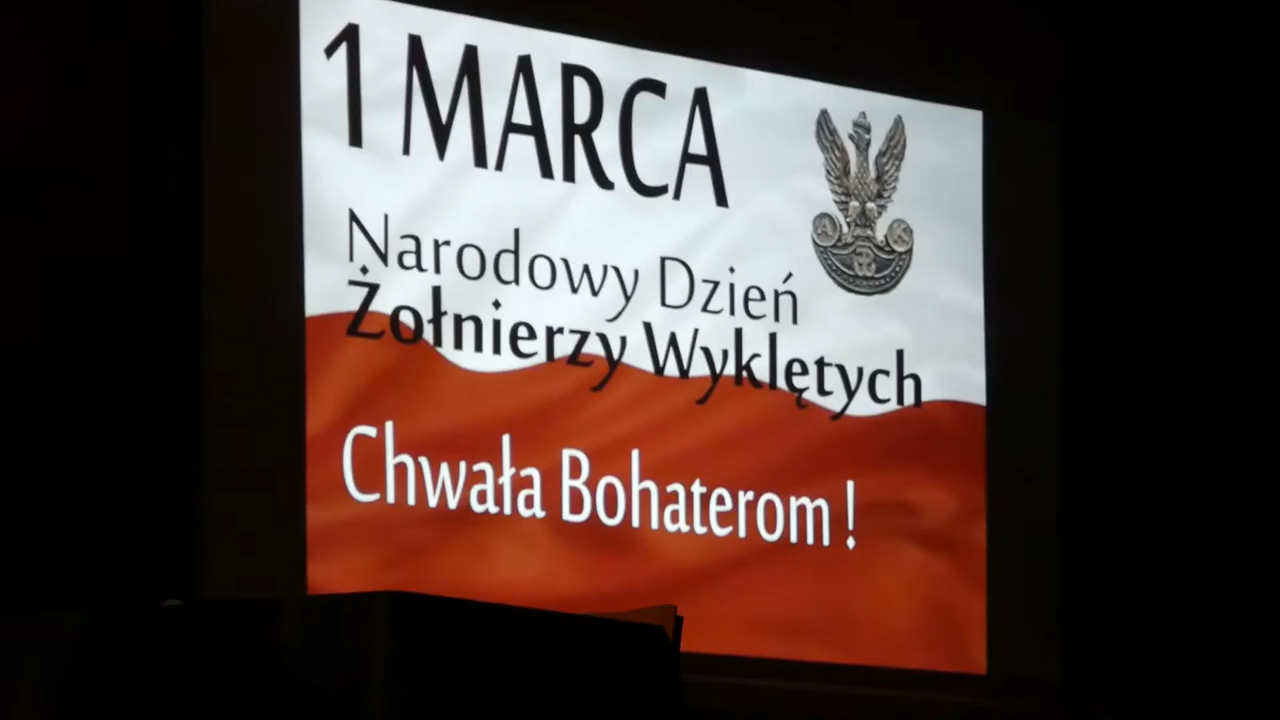 1 MARCA
Narodowy Dzień
Żołnierzy Wyklętych
Chwała Bohaterom !
A K